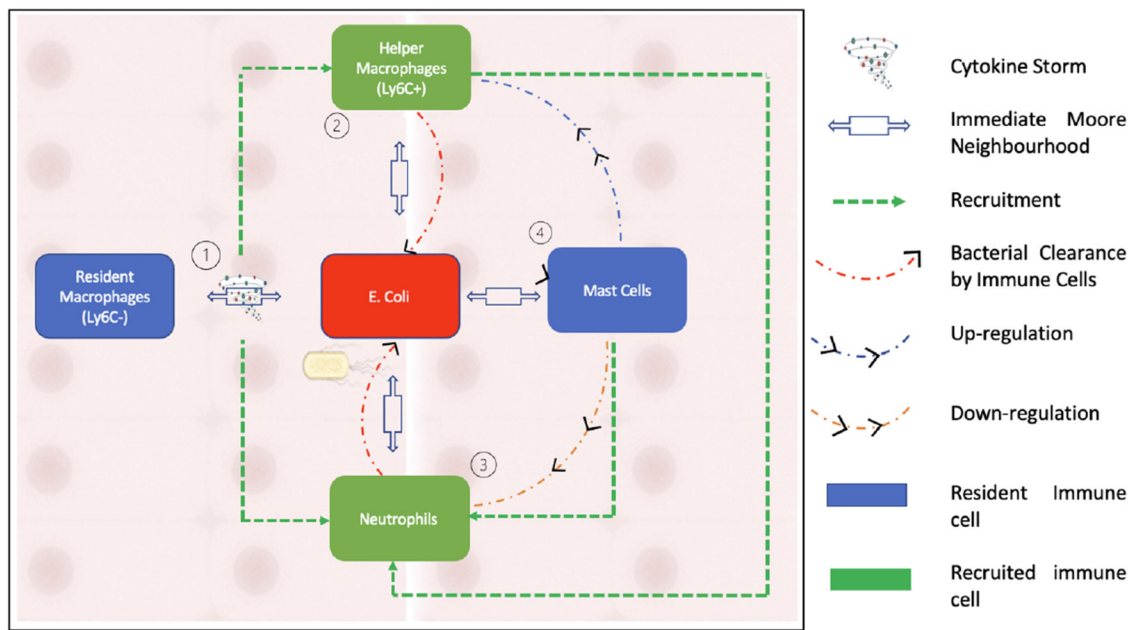 Helper
Macrophages
(Ly6C+)
2
1
Resident
Macrophages
(Ly6C-)
E. Coli
4
Mast Cells
3
Neutrophils
Cytokine Storm
Immediate Moore
Neighbourhood
Recruitment
Bacterial Clearance
by Immune Cells
Up-regulation
Down-regulation
Resident Immune
cell
Recruited immune
cell